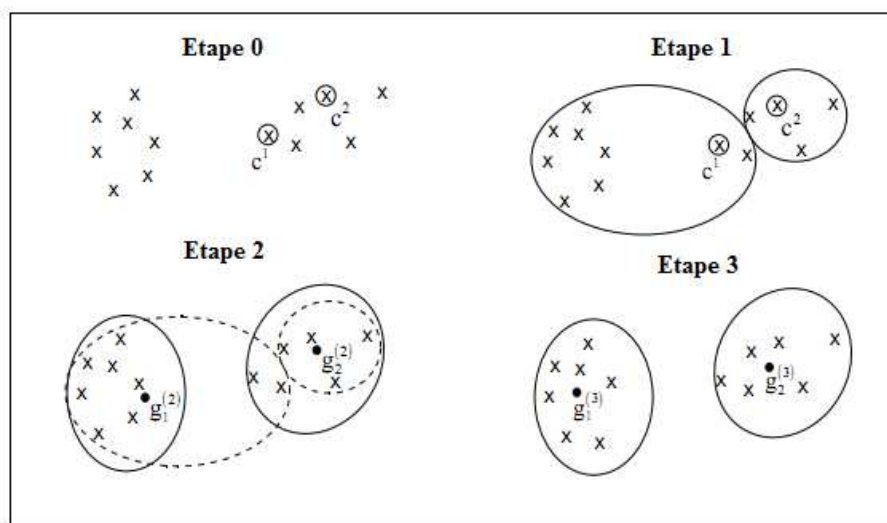 Etape 0
c¹
c²
Etape 1
c¹
c²
Etape 2
g₁⁽²⁾
g₂⁽²⁾
Etape 3
g₁⁽³⁾
g₂⁽³⁾